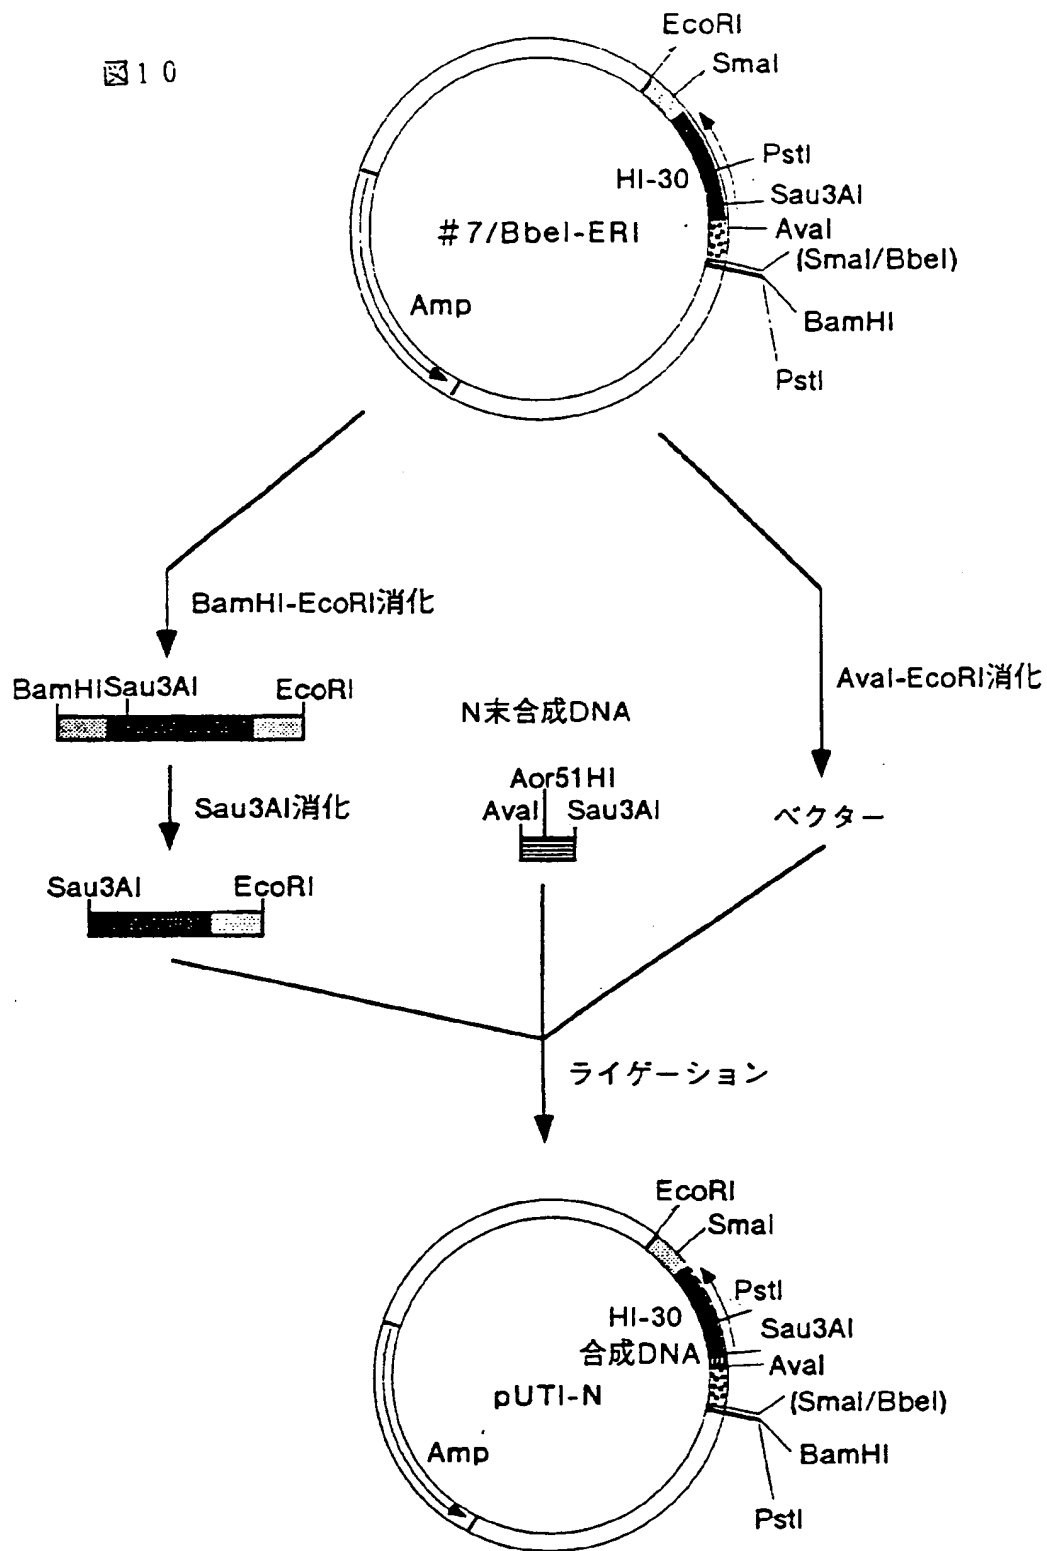 図10
EcoRI
SmaI
PstI
HI-30
Sau3AI
AvaI
#7/BbeI-ERI
(SmaI/BbeI)
Amp
BamHI
PstI
BamHI-EcoRI消化
BamHI Sau3AI EcoRI
AvaI-EcoRI消化
N末合成DNA
Aor51HI
Sau3AI消化
AvaI Sau3AI
ベクター
Sau3AI EcoRI
ライゲーション
EcoRI
SmaI
PstI
HI-30
Sau3AI
合成DNA
AvaI
pUTI-N
(SmaI/BbeI)
Amp
BamHI
PstI